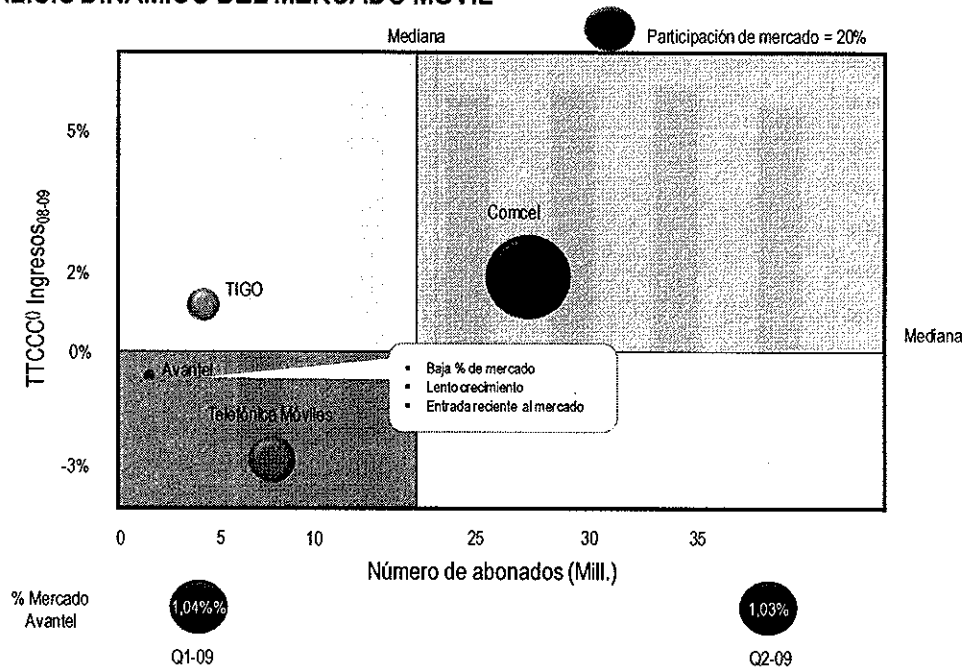 Mediana
Participación de mercado = 20%
5%
Comcel
2%
TIGO
TTCCC⁰ Ingresos08-09
Mediana
0%
Avantel
▪ Baja % de mercado
▪ Lento crecimiento
▪ Entrada reciente al mercado
Telefónica Móviles
-3%
0 5 10 25 30 35
Número de abonados (Mill.)
% Mercado
Avantel
1,04%%
1,03%
Q1-09
Q2-09